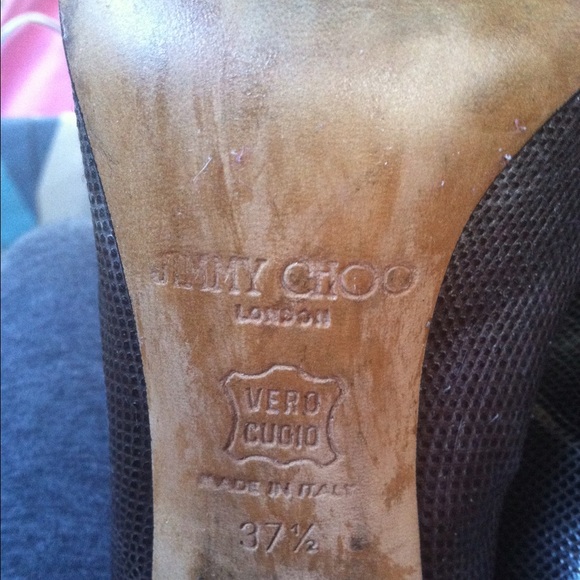 JIMMY CHOO
LONDON
VERO
CUOIO
MADE IN ITALY
37½